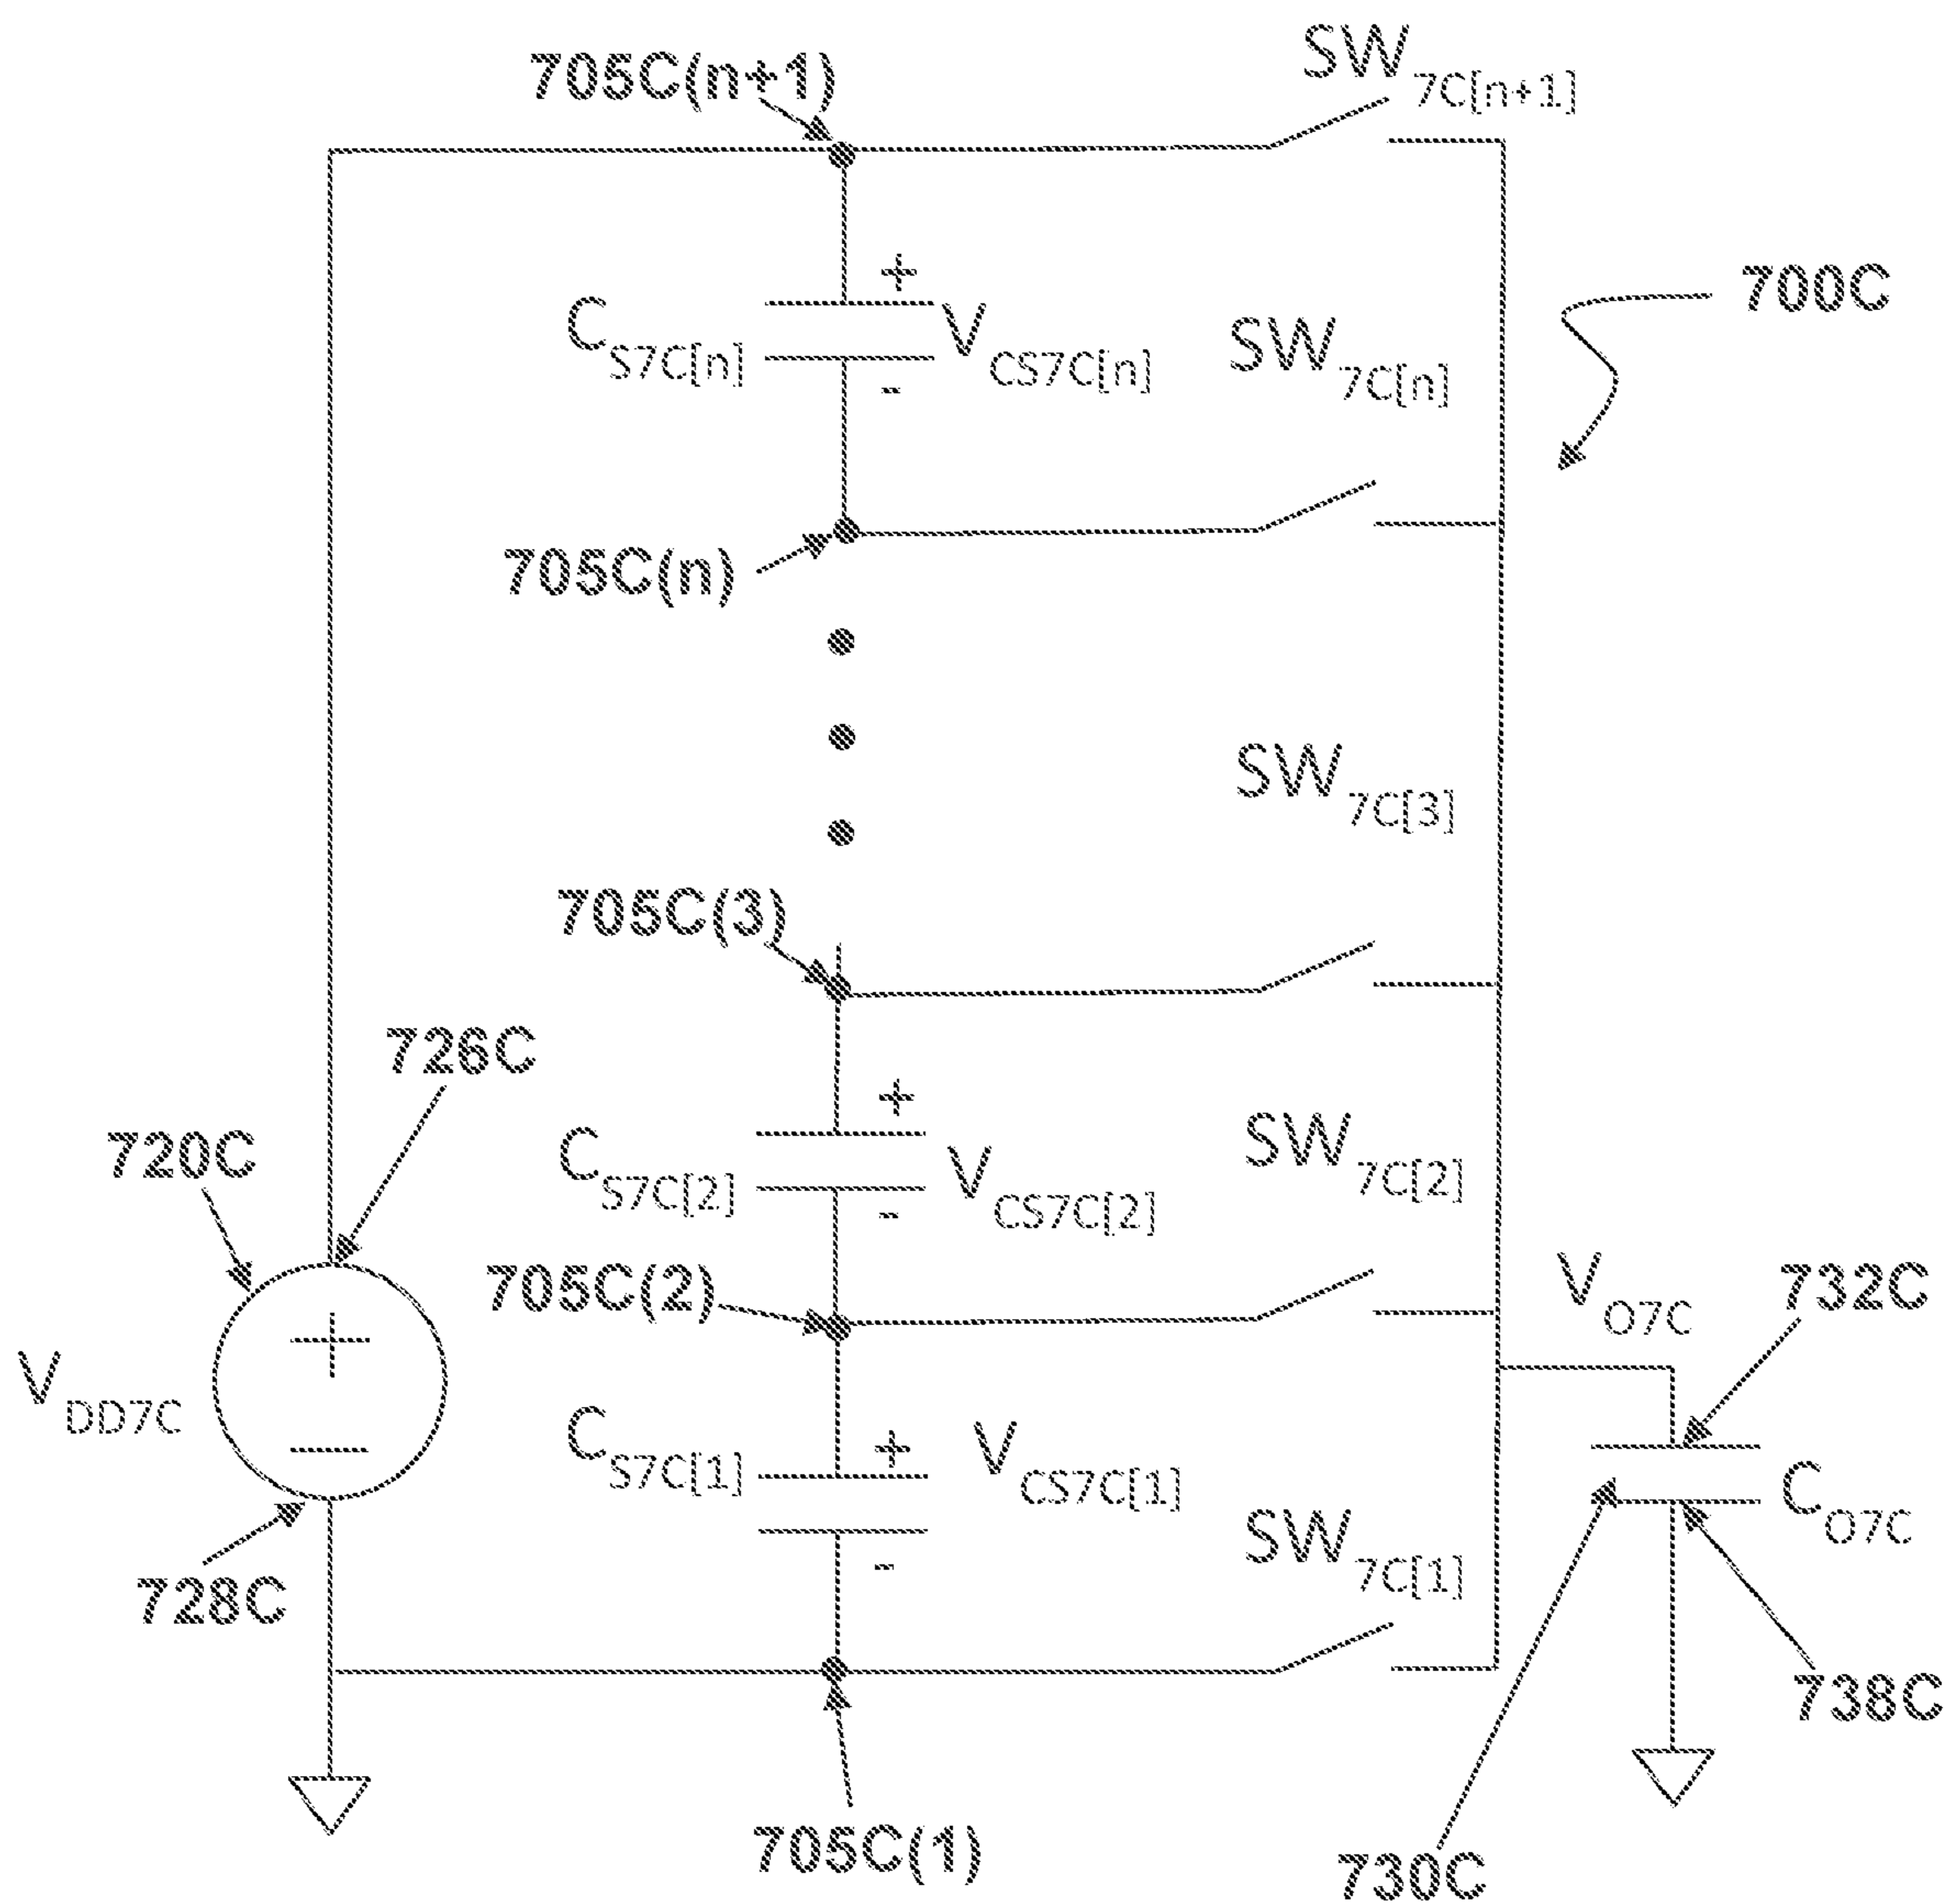 705C(n+1)
SW7C[n+1]
700C
+
CS7C[n]
VCS7C[n]
-
SW7C[n]
705C(n)
SW7C[3]
705C(3)
726C
720C
+
CS7C[2]
VCS7C[2]
-
SW7C[2]
705C(2)
VO7C
732C
VDD7C
+
−
CS7C[1]
+
VCS7C[1]
-
SW7C[1]
CO7C
728C
738C
705C(1)
730C